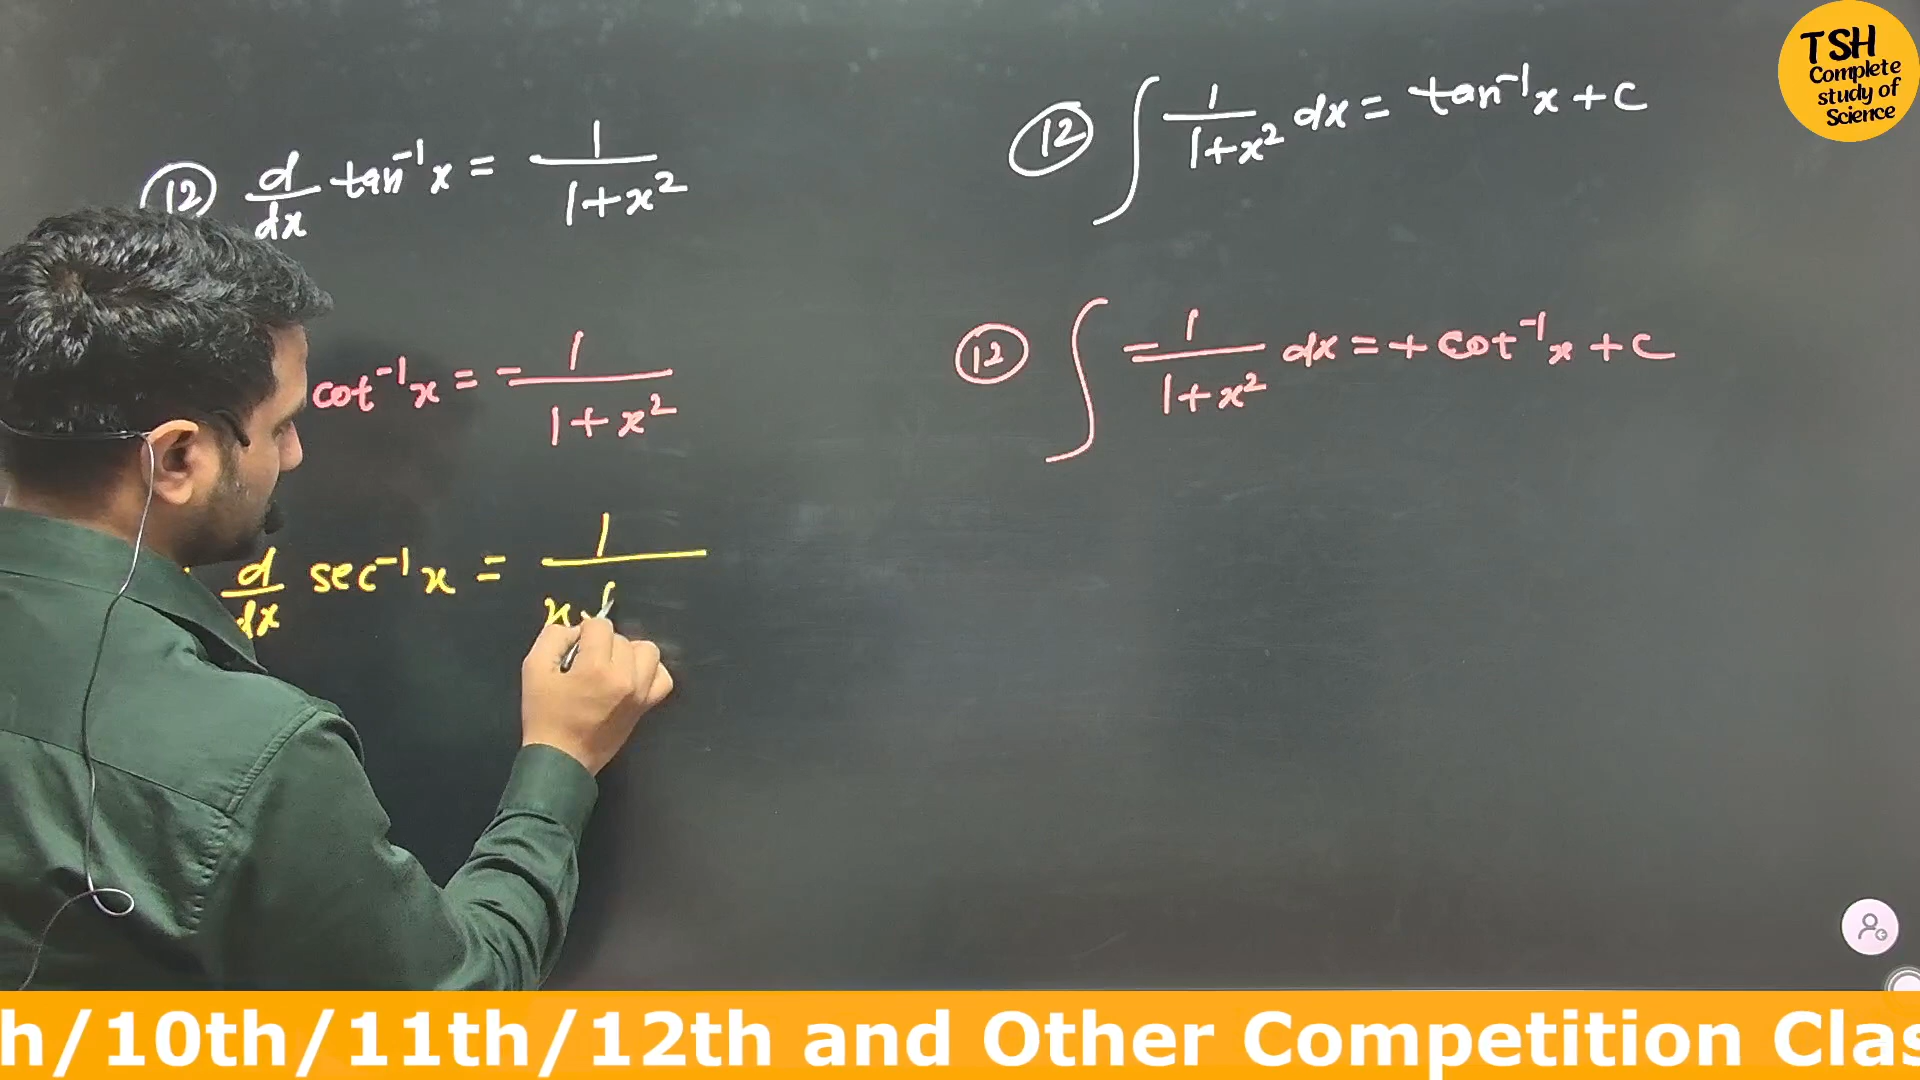 TSH
Complete
study of
Science
(12) d/dx tan⁻¹x = 1/(1+x²)
(12) ∫ 1/(1+x²) dx = tan⁻¹x + c
cot⁻¹x = -1/(1+x²)
(12) ∫ -1/(1+x²) dx = + cot⁻¹x + c
d/dx sec⁻¹x = 1/x√
h/10th/11th/12th and Other Competition Clas